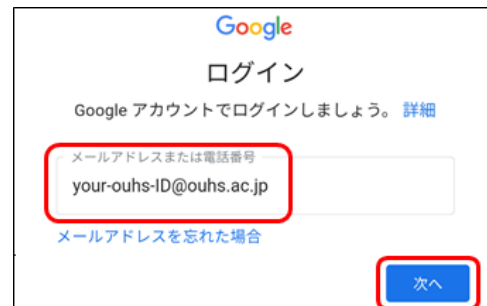 Google
ログイン
Google アカウントでログインしましょう。 詳細
メールアドレスまたは電話番号
your-ouhs-ID@ouhs.ac.jp
メールアドレスを忘れた場合
次へ